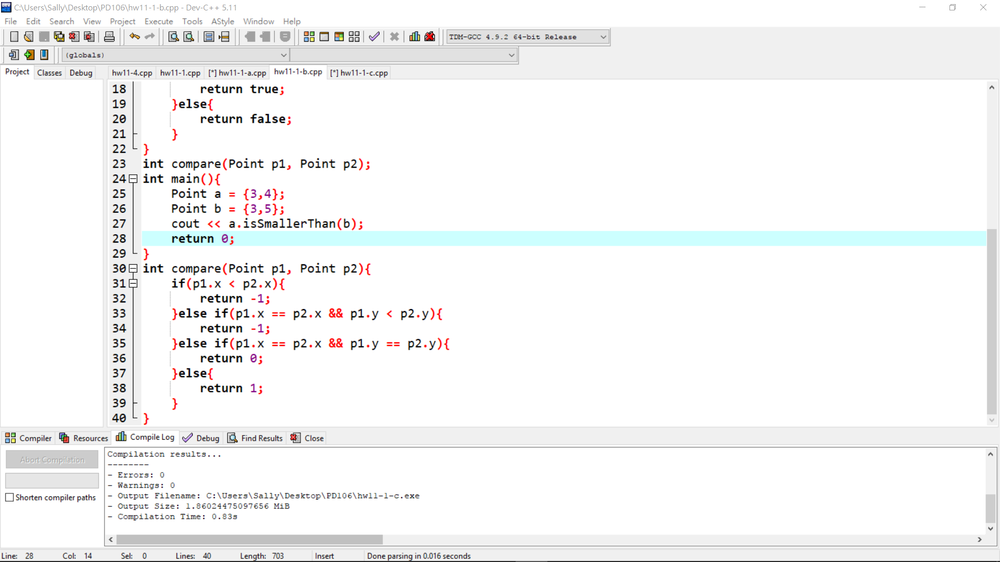 C:\Users\Sally\Desktop\PD106\hw11-1-b.cpp - Dev-C++ 5.11
File Edit Search View Project Execute Tools AStyle Window Help
TDM-GCC 4.9.2 64-bit Release
(globals)
Project Classes Debug hw11-4.cpp hw11-1.cpp [*] hw11-1-a.cpp hw11-1-b.cpp [*] hw11-1-c.cpp
18 return true;
19 }else{
20 return false;
21 }
22 }
23 int compare(Point p1, Point p2);
24 int main(){
25 Point a = {3,4};
26 Point b = {3,5};
27 cout << a.isSmallerThan(b);
28 return 0;
29 }
30 int compare(Point p1, Point p2){
31 if(p1.x < p2.x){
32 return -1;
33 }else if(p1.x == p2.x && p1.y < p2.y){
34 return -1;
35 }else if(p1.x == p2.x && p1.y == p2.y){
36 return 0;
37 }else{
38 return 1;
39 }
40 }
Compiler Resources Compile Log Debug Find Results Close
Abort Compilation
Shorten compiler paths
Compilation results...
--------
- Errors: 0
- Warnings: 0
- Output Filename: C:\Users\Sally\Desktop\PD106\hw11-1-c.exe
- Output Size: 1.86024475097656 MiB
- Compilation Time: 0.83s
Line: 28 Col: 14 Sel: 0 Lines: 40 Length: 703 Insert Done parsing in 0.016 seconds